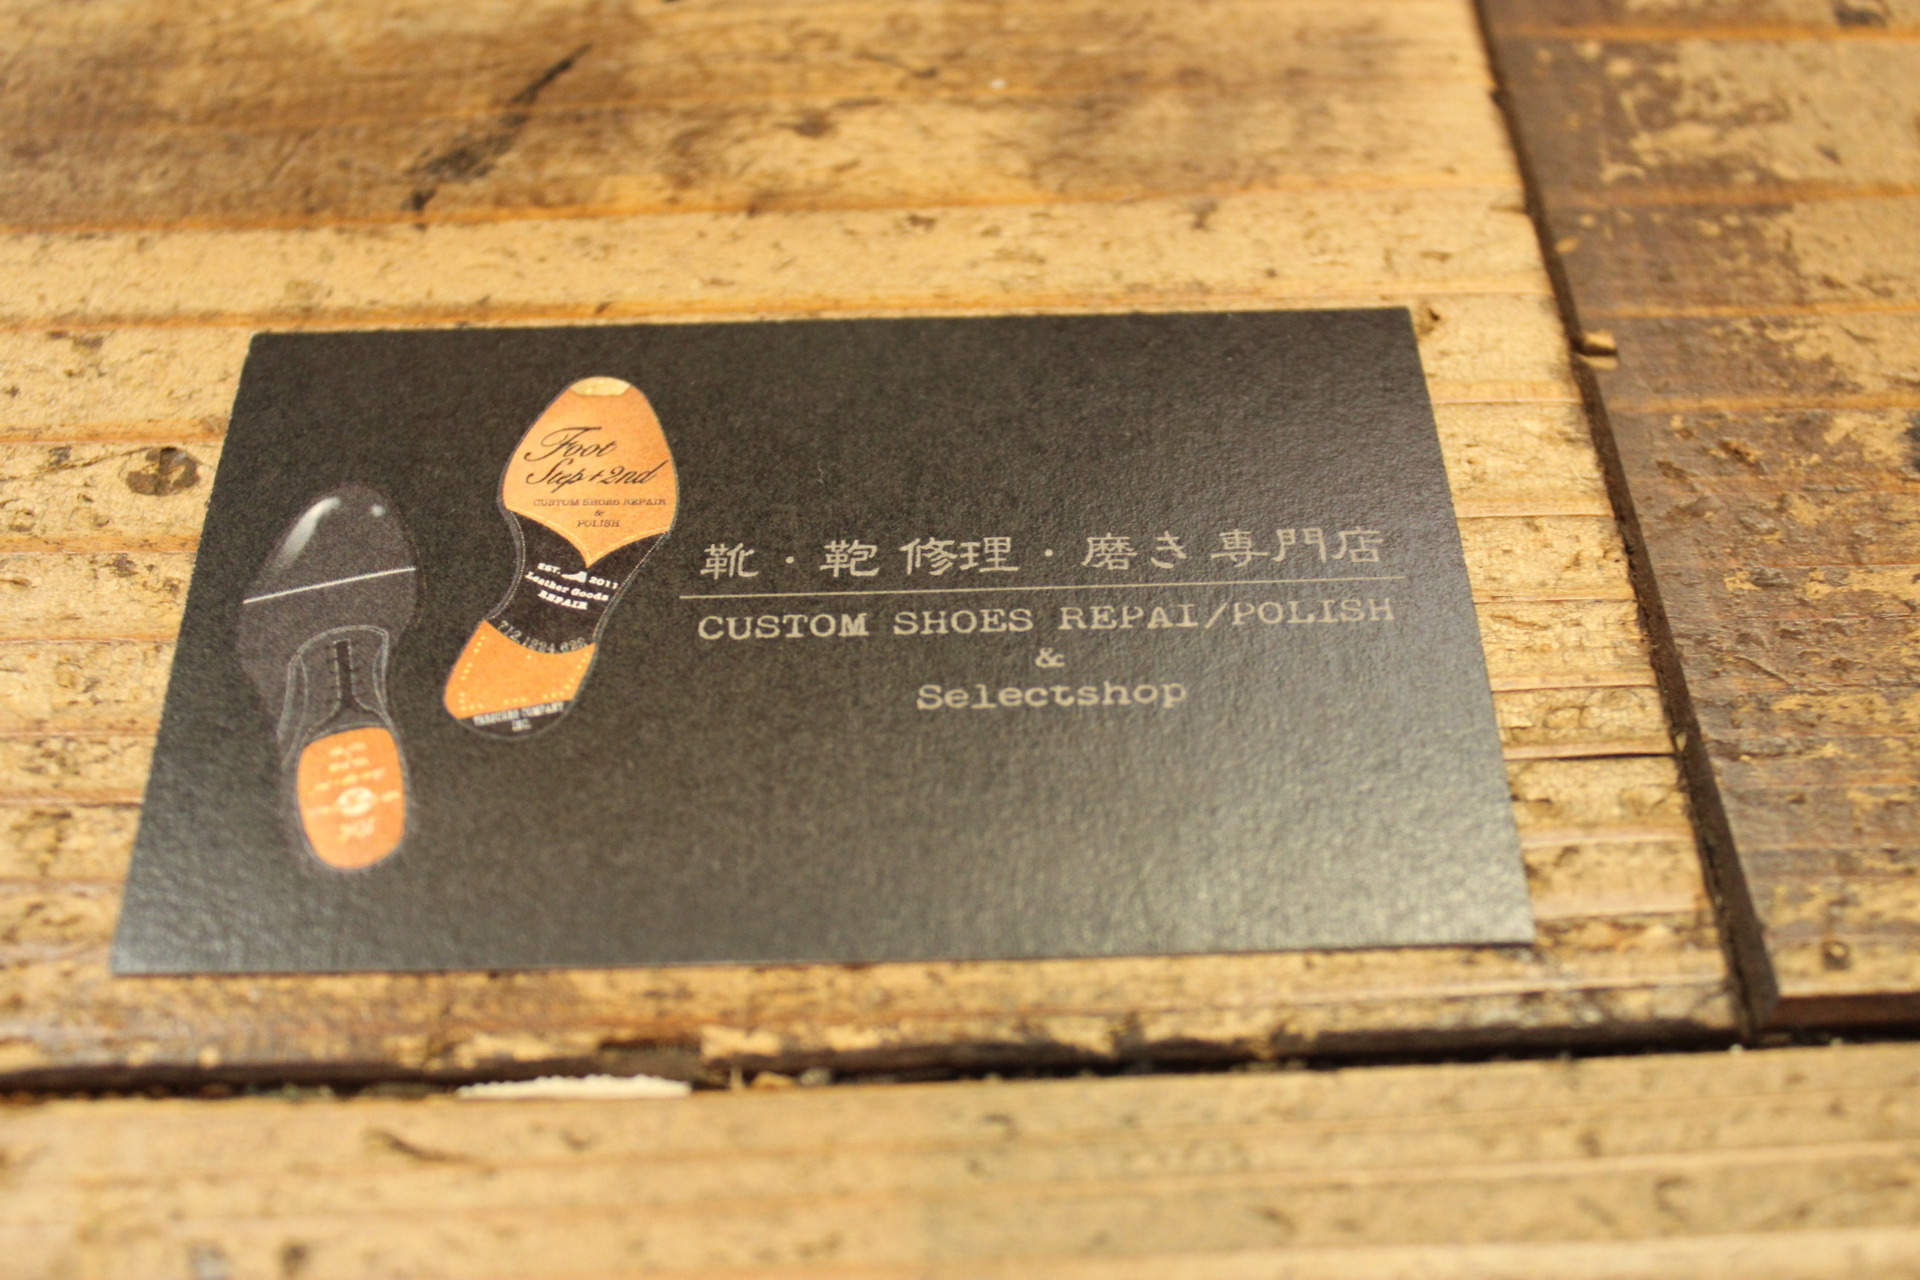 Foot
Step+2nd
CUSTOM SHOES REPAIR
&
POLISH
EST. 2011
Leather Goods
REPAIR
靴・鞄 修理・磨き 専門店
CUSTOM SHOES REPAI/POLISH
&
Selectshop